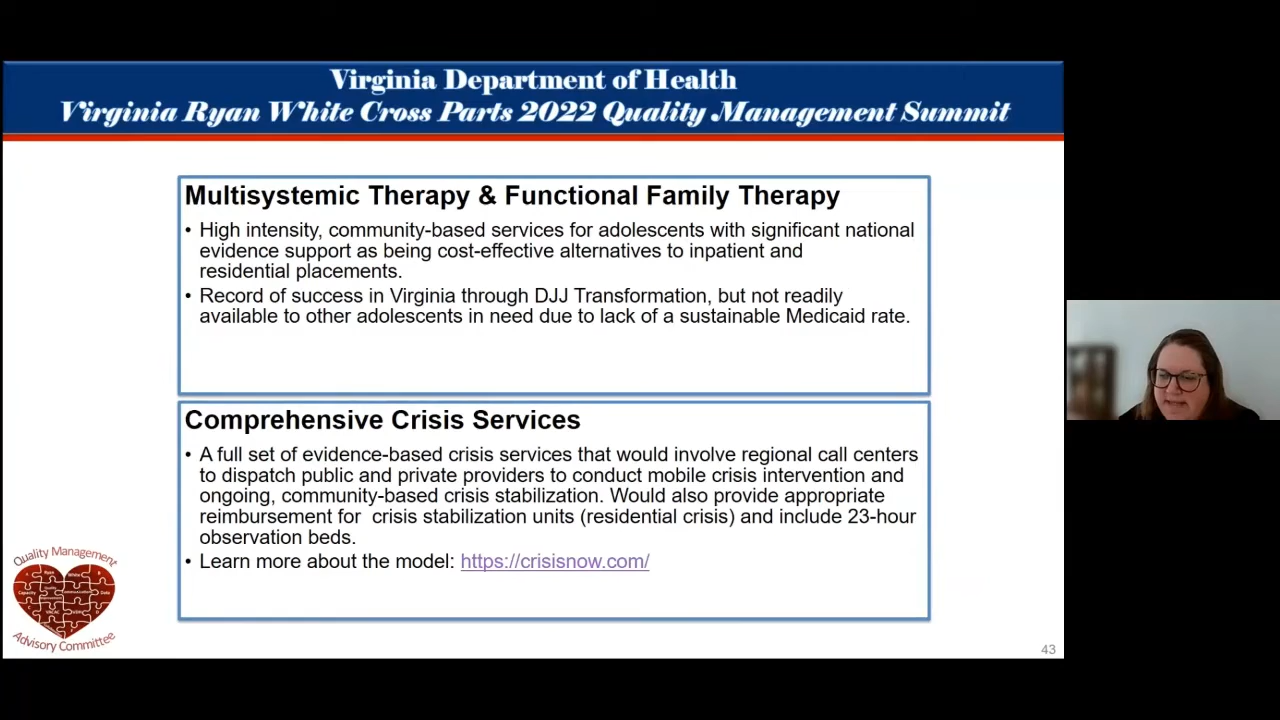 Virginia Department of Health
Virginia Ryan White Cross Parts 2022 Quality Management Summit
Multisystemic Therapy & Functional Family Therapy
• High intensity, community-based services for adolescents with significant national
evidence support as being cost-effective alternatives to inpatient and
residential placements.
• Record of success in Virginia through DJJ Transformation, but not readily
available to other adolescents in need due to lack of a sustainable Medicaid rate.
Comprehensive Crisis Services
• A full set of evidence-based crisis services that would involve regional call centers
to dispatch public and private providers to conduct mobile crisis intervention and
ongoing, community-based crisis stabilization. Would also provide appropriate
reimbursement for crisis stabilization units (residential crisis) and include 23-hour
observation beds.
• Learn more about the model: https://crisisnow.com/
Quality Management
Ryan
White
Capacity
Data
Advisory Committee
43